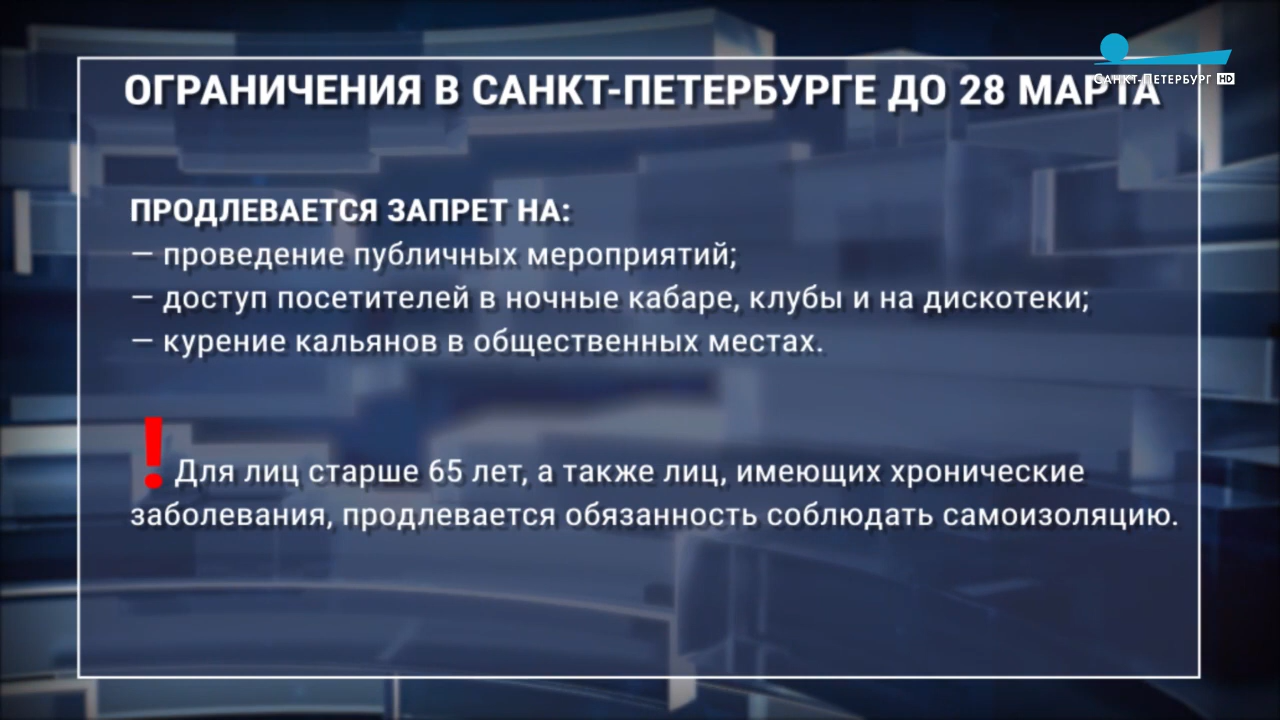 ОГРАНИЧЕНИЯ В САНКТ-ПЕТЕРБУРГЕ ДО 28 МАРТА
САНКТ-ПЕТЕРБУРГ HD
ПРОДЛЕВАЕТСЯ ЗАПРЕТ НА:
— проведение публичных мероприятий;
— доступ посетителей в ночные кабаре, клубы и на дискотеки;
— курение кальянов в общественных местах.
! Для лиц старше 65 лет, а также лиц, имеющих хронические
заболевания, продлевается обязанность соблюдать самоизоляцию.